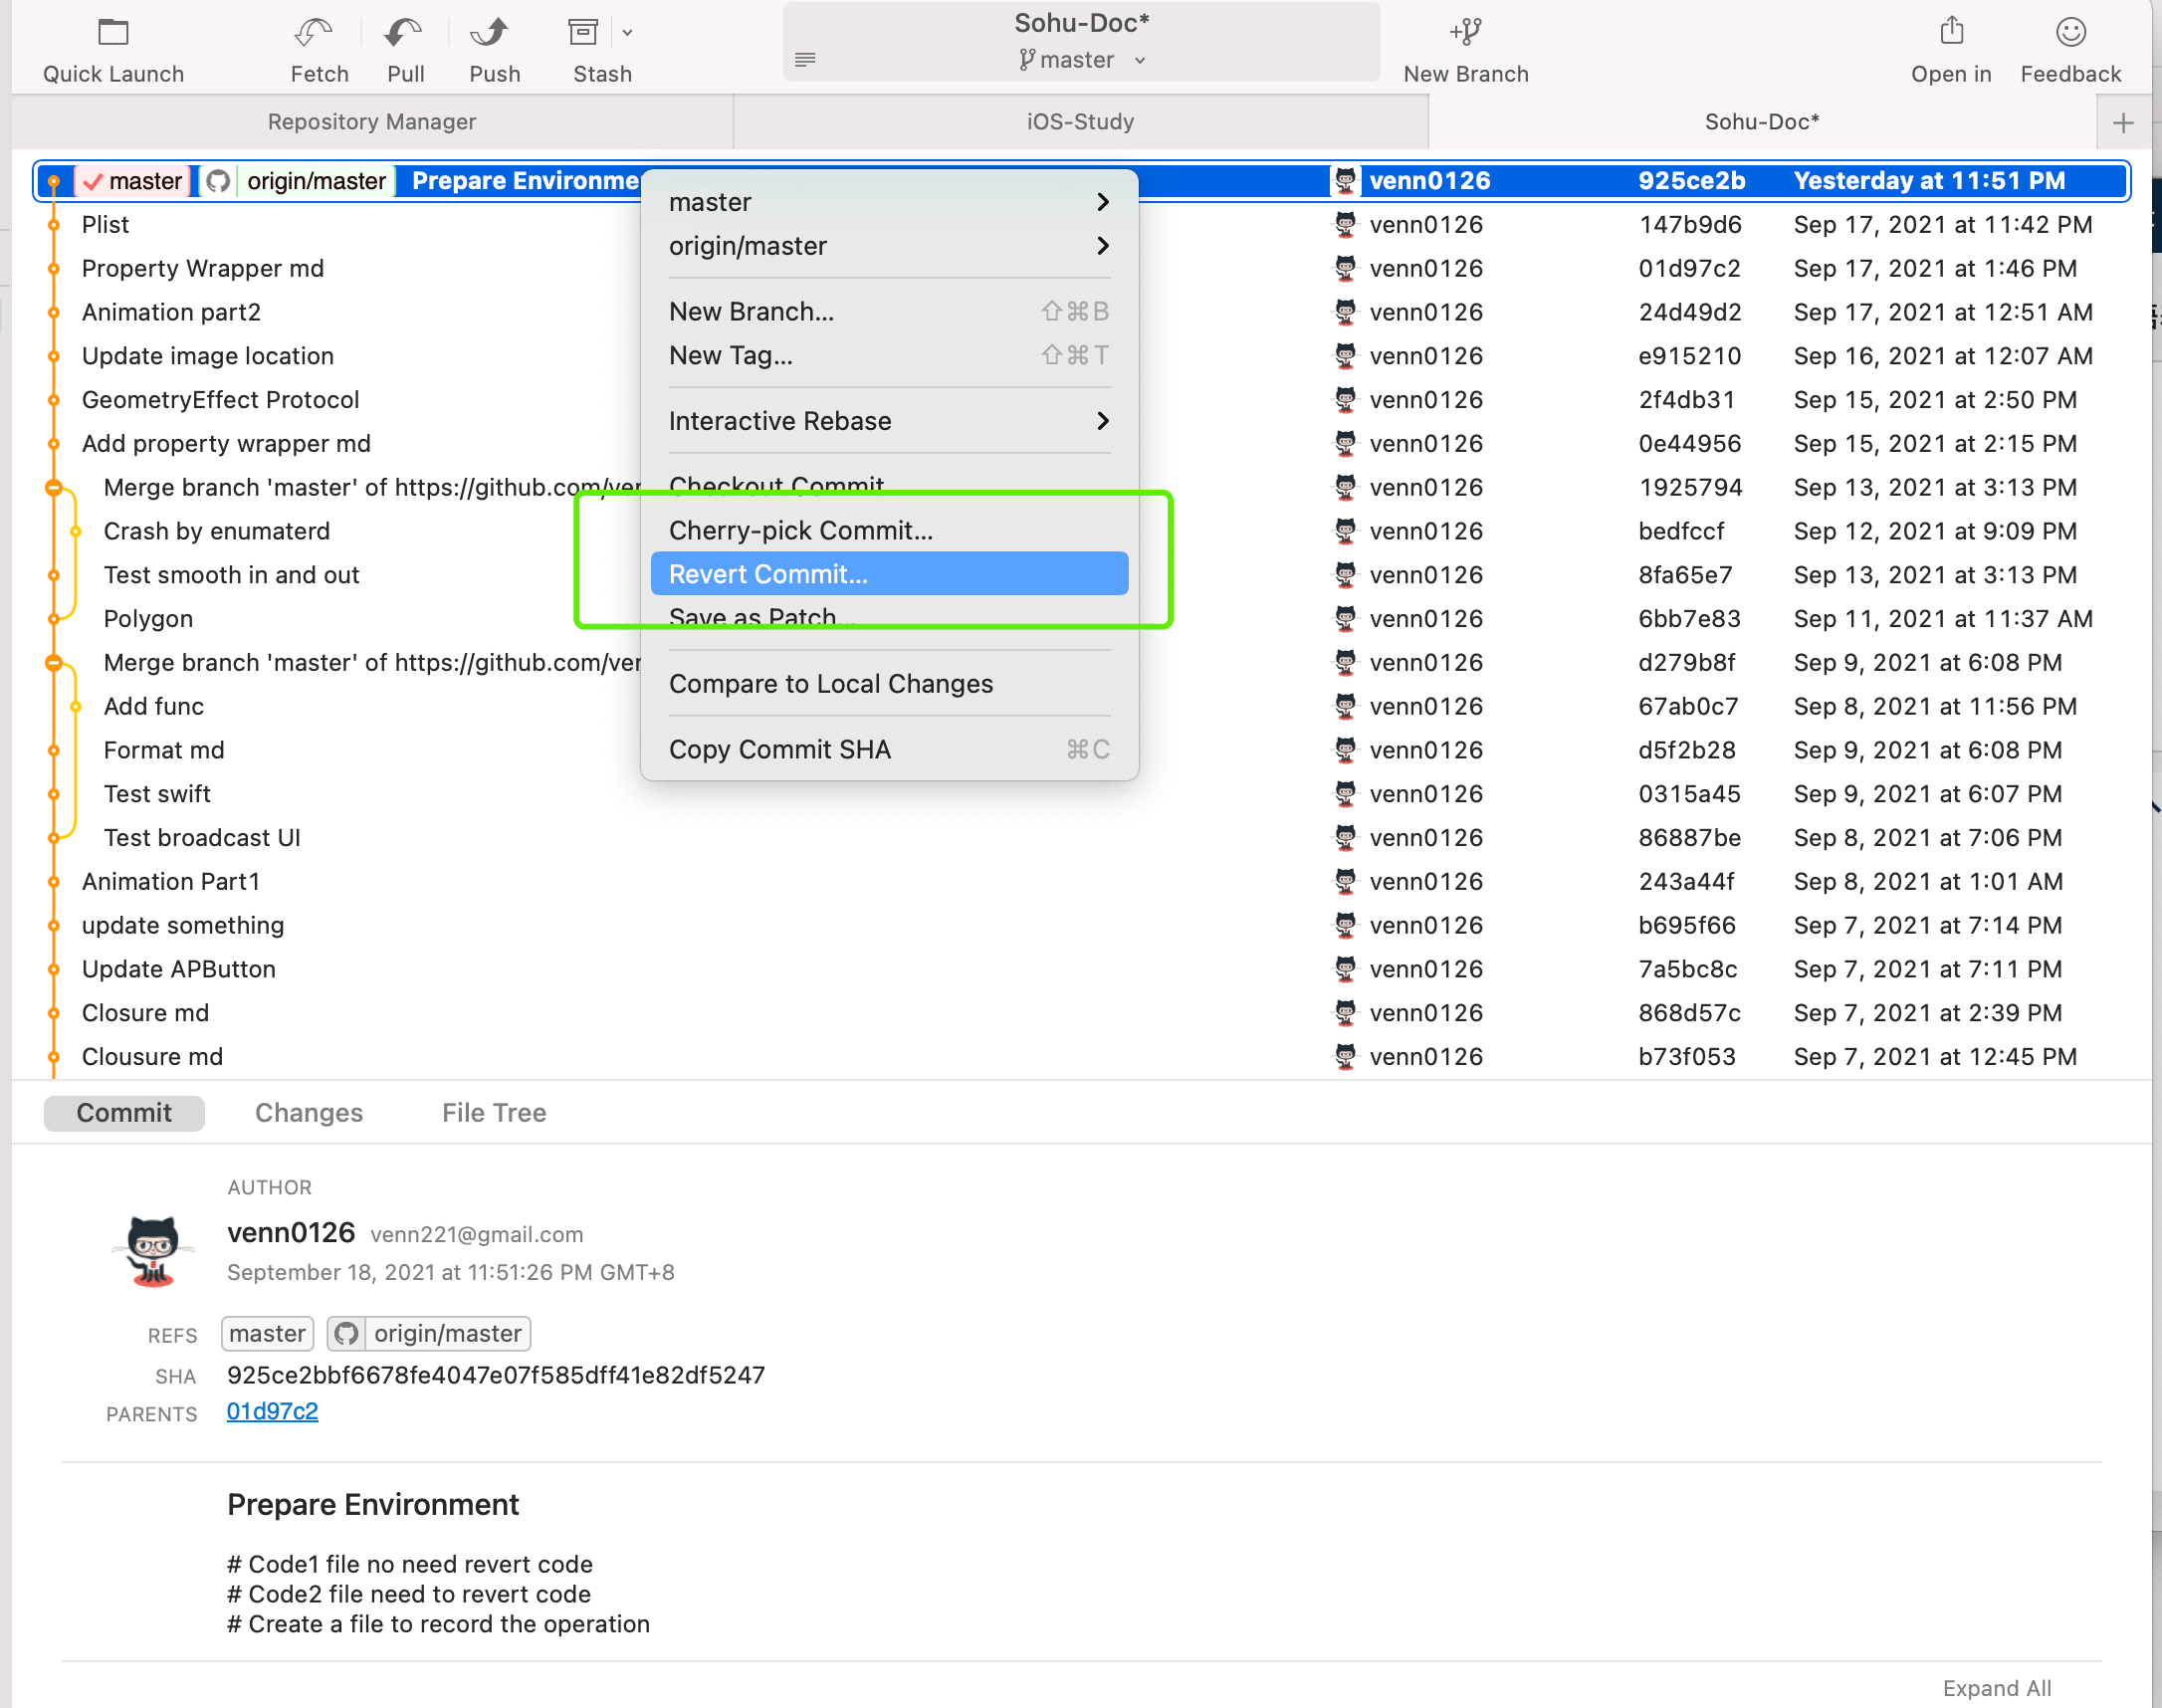 Quick Launch Fetch Pull Push Stash Sohu-Doc* master New Branch Open in Feedback
Repository Manager iOS-Study Sohu-Doc*
master origin/master Prepare Environme venn0126 925ce2b Yesterday at 11:51 PM
Plist venn0126 147b9d6 Sep 17, 2021 at 11:42 PM
Property Wrapper md venn0126 01d97c2 Sep 17, 2021 at 1:46 PM
Animation part2 venn0126 24d49d2 Sep 17, 2021 at 12:51 AM
Update image location venn0126 e915210 Sep 16, 2021 at 12:07 AM
GeometryEffect Protocol venn0126 2f4db31 Sep 15, 2021 at 2:50 PM
Add property wrapper md venn0126 0e44956 Sep 15, 2021 at 2:15 PM
Merge branch 'master' of https://github.com/ver venn0126 1925794 Sep 13, 2021 at 3:13 PM
Crash by enumaterd venn0126 bedfccf Sep 12, 2021 at 9:09 PM
Test smooth in and out venn0126 8fa65e7 Sep 13, 2021 at 3:13 PM
Polygon venn0126 6bb7e83 Sep 11, 2021 at 11:37 AM
Merge branch 'master' of https://github.com/ver venn0126 d279b8f Sep 9, 2021 at 6:08 PM
Add func venn0126 67ab0c7 Sep 8, 2021 at 11:56 PM
Format md venn0126 d5f2b28 Sep 9, 2021 at 6:08 PM
Test swift venn0126 0315a45 Sep 9, 2021 at 6:07 PM
Test broadcast UI venn0126 86887be Sep 8, 2021 at 7:06 PM
Animation Part1 venn0126 243a44f Sep 8, 2021 at 1:01 AM
update something venn0126 b695f66 Sep 7, 2021 at 7:14 PM
Update APButton venn0126 7a5bc8c Sep 7, 2021 at 7:11 PM
Closure md venn0126 868d57c Sep 7, 2021 at 2:39 PM
Clousure md venn0126 b73f053 Sep 7, 2021 at 12:45 PM
master
origin/master
New Branch... ⇧⌘B
New Tag... ⇧⌘T
Interactive Rebase
Checkout Commit
Cherry-pick Commit...
Revert Commit...
Save as Patch...
Compare to Local Changes
Copy Commit SHA ⌘C
Commit Changes File Tree
AUTHOR
venn0126 venn221@gmail.com
September 18, 2021 at 11:51:26 PM GMT+8
REFS master origin/master
SHA 925ce2bbf6678fe4047e07f585dff41e82df5247
PARENTS 01d97c2
Prepare Environment
# Code1 file no need revert code
# Code2 file need to revert code
# Create a file to record the operation
Expand All